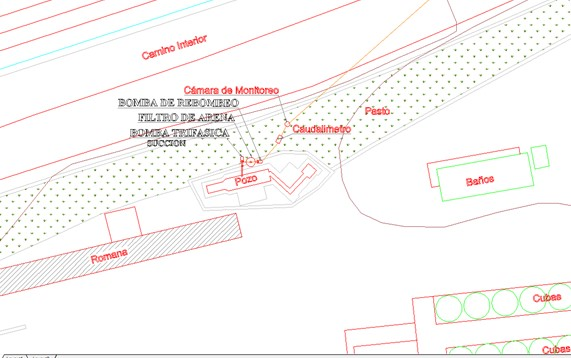 Camino Interior
Cámara de Monitoreo
BOMBA DE REBOMBEO
Pasto
FILTRO DE ARENA
Caudalimetro
BOMBA TRIFASICA
SUCCION
Pozo
Baños
Romana
Cubas
Cubas